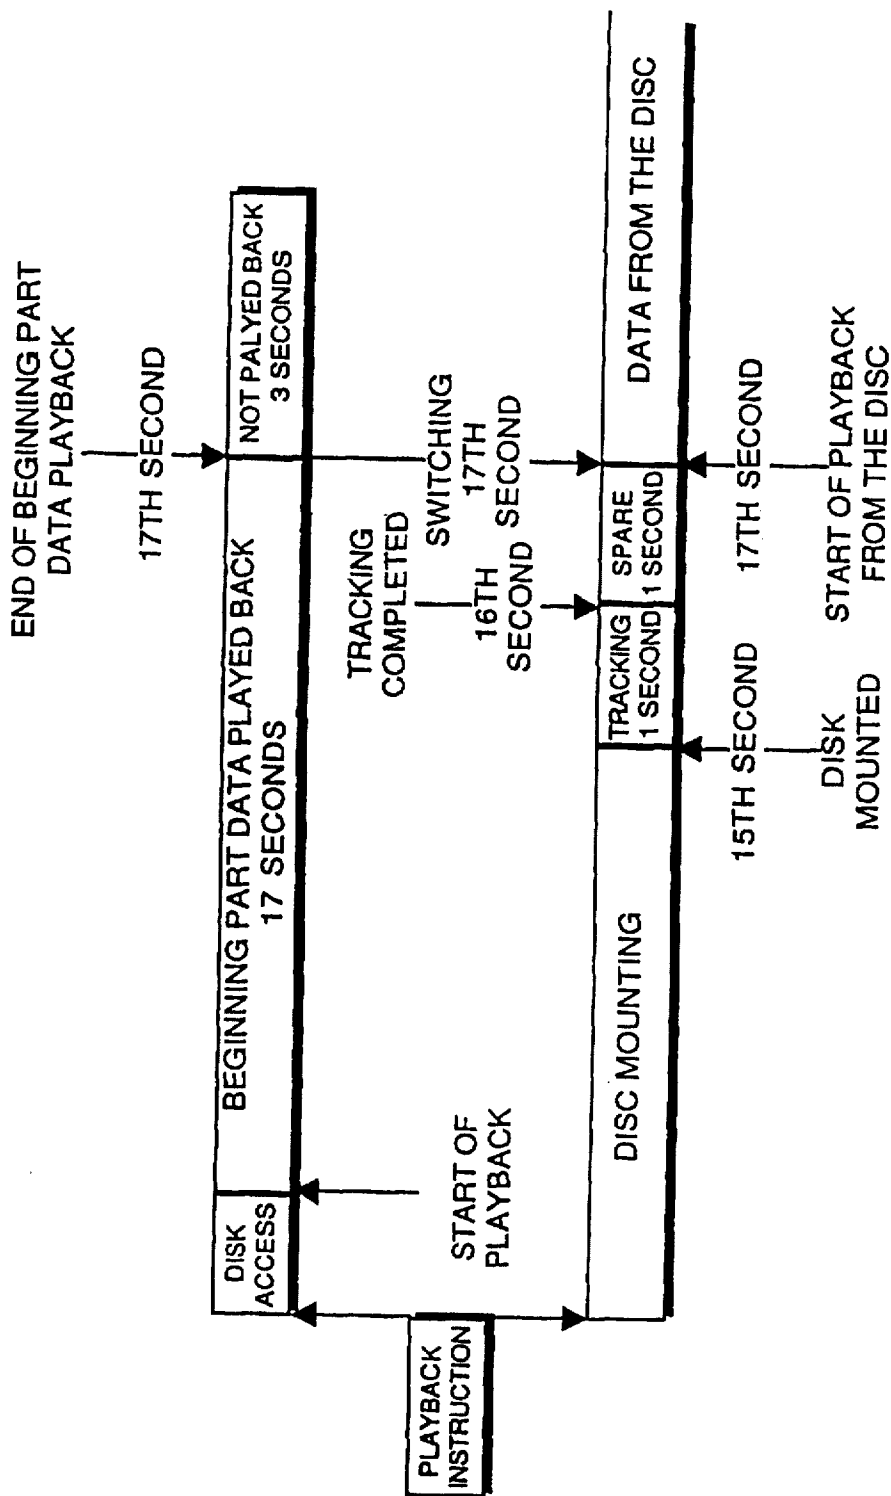 END OF BEGINNING PART
DATA PLAYBACK
17TH SECOND
DISK
ACCESS
BEGINNING PART DATA PLAYED BACK
17 SECONDS
NOT PALYED BACK
3 SECONDS
PLAYBACK
INSTRUCTION
START OF
PLAYBACK
TRACKING
COMPLETED
16TH
SECOND
SWITCHING
17TH
SECOND
DISC MOUNTING
TRACKING
1 SECOND
SPARE
1 SECOND
DATA FROM THE DISC
15TH SECOND
DISK
MOUNTED
17TH SECOND
START OF PLAYBACK
FROM THE DISC